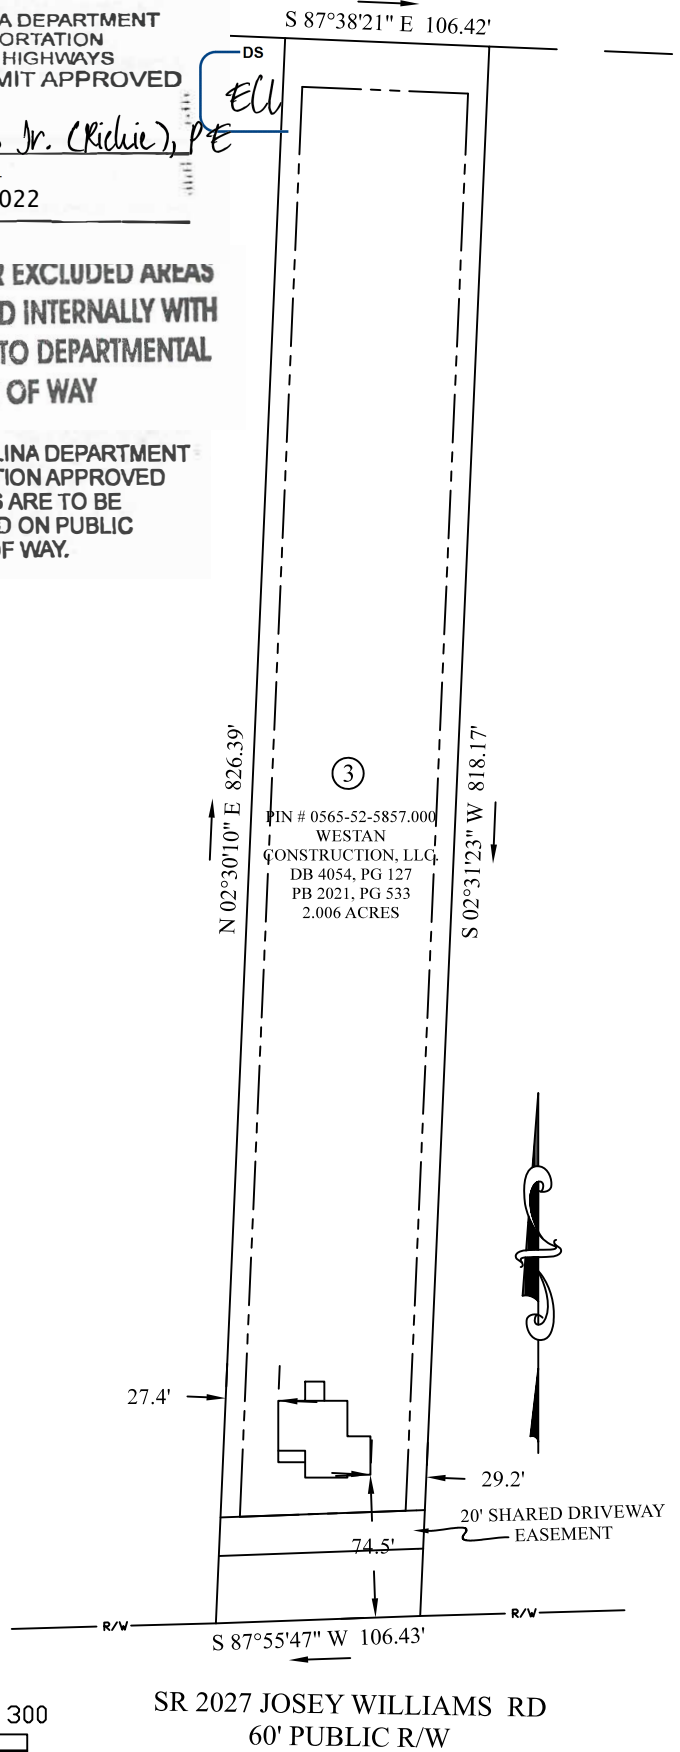 A DEPARTMENT
ORTATION
HIGHWAYS
MIT APPROVED
Jr. (Richie), PE
022
R EXCLUDED AREAS
D INTERNALLY WITH
TO DEPARTMENTAL
OF WAY
LINA DEPARTMENT
TION APPROVED
S ARE TO BE
D ON PUBLIC
F WAY.
S 87°38'21" E 106.42'
DS
N 02°30'10" E 826.39'
3
PIN # 0565-52-5857.000
WESTAN
CONSTRUCTION, LLC.
DB 4054, PG 127
PB 2021, PG 533
2.006 ACRES
S 02°31'23" W 818.17'
27.4'
29.2'
20' SHARED DRIVEWAY
EASEMENT
74.5'
R/W
R/W
S 87°55'47" W 106.43'
300
SR 2027 JOSEY WILLIAMS RD
60' PUBLIC R/W